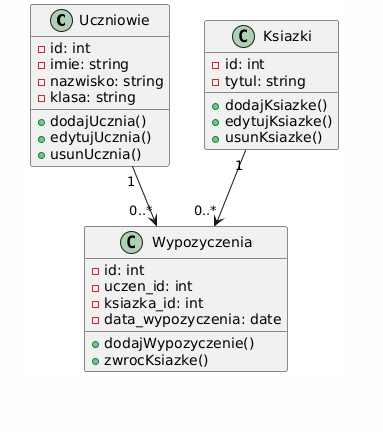 C Uczniowie
id: int
imie: string
nazwisko: string
klasa: string
dodajUcznia()
edytujUcznia()
usunUcznia()
C Ksiazki
id: int
tytul: string
dodajKsiazke()
edytujKsiazke()
usunKsiazke()
1
1
0..*
0..*
C Wypozyczenia
id: int
uczen_id: int
ksiazka_id: int
data_wypozyczenia: date
dodajWypozyczenie()
zwrocKsiazke()